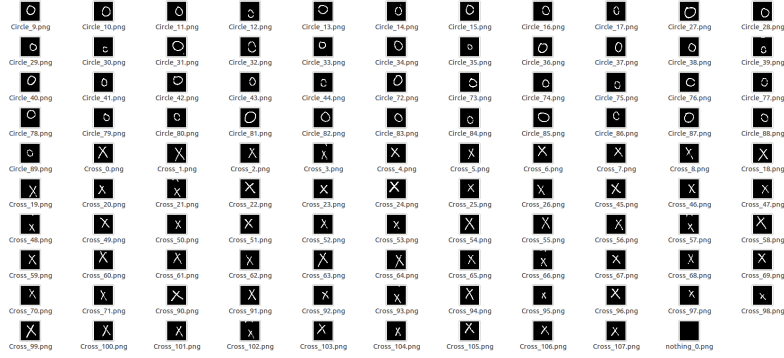 Circle_9.png Circle_10.png Circle_11.png Circle_12.png Circle_13.png Circle_14.png Circle_15.png Circle_16.png Circle_17.png Circle_27.png Circle_28.png
Circle_29.png Circle_30.png Circle_31.png Circle_32.png Circle_33.png Circle_34.png Circle_35.png Circle_36.png Circle_37.png Circle_38.png Circle_39.png
Circle_40.png Circle_41.png Circle_42.png Circle_43.png Circle_44.png Circle_72.png Circle_73.png Circle_74.png Circle_75.png Circle_76.png Circle_77.png
Circle_78.png Circle_79.png Circle_80.png Circle_81.png Circle_82.png Circle_83.png Circle_84.png Circle_85.png Circle_86.png Circle_87.png Circle_88.png
Circle_89.png Cross_0.png Cross_1.png Cross_2.png Cross_3.png Cross_4.png Cross_5.png Cross_6.png Cross_7.png Cross_8.png Cross_18.png
Cross_19.png Cross_20.png Cross_21.png Cross_22.png Cross_23.png Cross_24.png Cross_25.png Cross_26.png Cross_45.png Cross_46.png Cross_47.png
Cross_48.png Cross_49.png Cross_50.png Cross_51.png Cross_52.png Cross_53.png Cross_54.png Cross_55.png Cross_56.png Cross_57.png Cross_58.png
Cross_59.png Cross_60.png Cross_61.png Cross_62.png Cross_63.png Cross_64.png Cross_65.png Cross_66.png Cross_67.png Cross_68.png Cross_69.png
Cross_70.png Cross_71.png Cross_90.png Cross_91.png Cross_92.png Cross_93.png Cross_94.png Cross_95.png Cross_96.png Cross_97.png Cross_98.png
Cross_99.png Cross_100.png Cross_101.png Cross_102.png Cross_103.png Cross_104.png Cross_105.png Cross_106.png Cross_107.png nothing_0.png